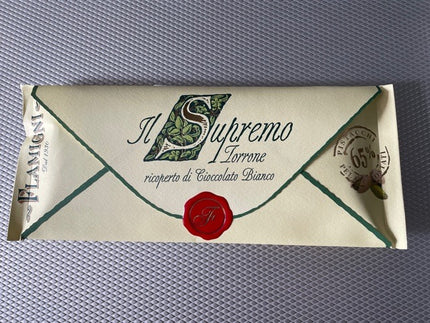 Il Supremo
Torrone
ricoperto di Cioccolato Bianco
F
FLAMIGNI
Dal 1930
PISTACCHI
65%